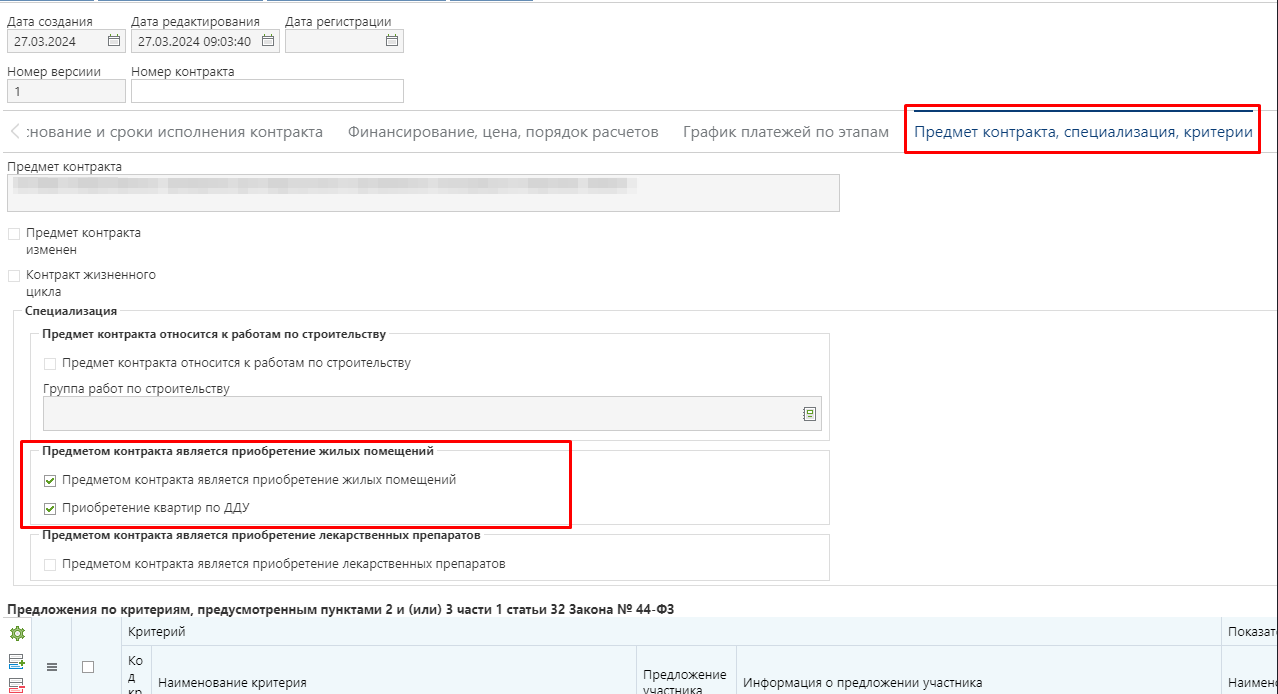 Дата создания Дата редактирования Дата регистрации
27.03.2024 27.03.2024 09:03:40
Номер версиии Номер контракта
1
:нование и сроки исполнения контракта Финансирование, цена, порядок расчетов График платежей по этапам Предмет контракта, специализация, критерии
Предмет контракта
Предмет контракта
изменен
Контракт жизненного
цикла
Специализация
Предмет контракта относится к работам по строительству
Предмет контракта относится к работам по строительству
Группа работ по строительству
Предметом контракта является приобретение жилых помещений
Предметом контракта является приобретение жилых помещений
Приобретение квартир по ДДУ
Предметом контракта является приобретение лекарственных препаратов
Предметом контракта является приобретение лекарственных препаратов
Предложения по критериям, предусмотренным пунктами 2 и (или) 3 части 1 статьи 32 Закона № 44-ФЗ
Критерий Показат
Ко
д
кр
Наименование критерия
Предложение
участника
Информация о предложении участника
Наимен